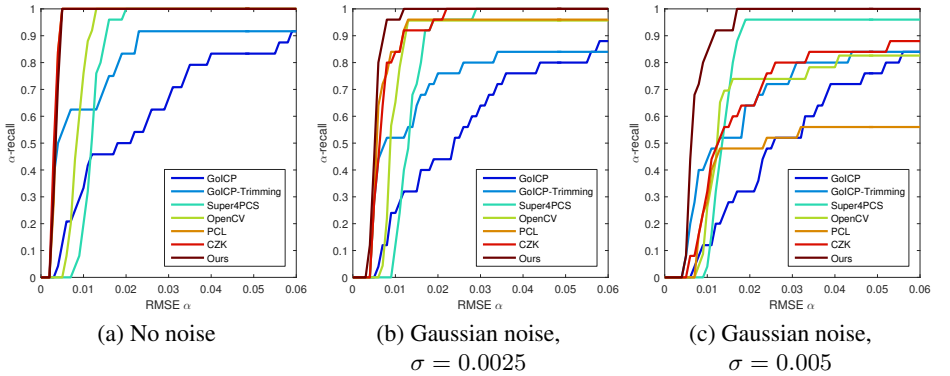 1
0.9
0.8
0.7
0.6
0.5
0.4
0.3
0.2
0.1
0
α-recall
0 0.01 0.02 0.03 0.04 0.05 0.06
RMSE α
GoICP
GoICP-Trimming
Super4PCS
OpenCV
PCL
CZK
Ours
(a) No noise
1
0.9
0.8
0.7
0.6
0.5
0.4
0.3
0.2
0.1
0
α-recall
0 0.01 0.02 0.03 0.04 0.05 0.06
RMSE α
GoICP
GoICP-Trimming
Super4PCS
OpenCV
PCL
CZK
Ours
(b) Gaussian noise,
σ = 0.0025
1
0.9
0.8
0.7
0.6
0.5
0.4
0.3
0.2
0.1
0
α-recall
0 0.01 0.02 0.03 0.04 0.05 0.06
RMSE α
GoICP
GoICP-Trimming
Super4PCS
OpenCV
PCL
CZK
Ours
(c) Gaussian noise,
σ = 0.005